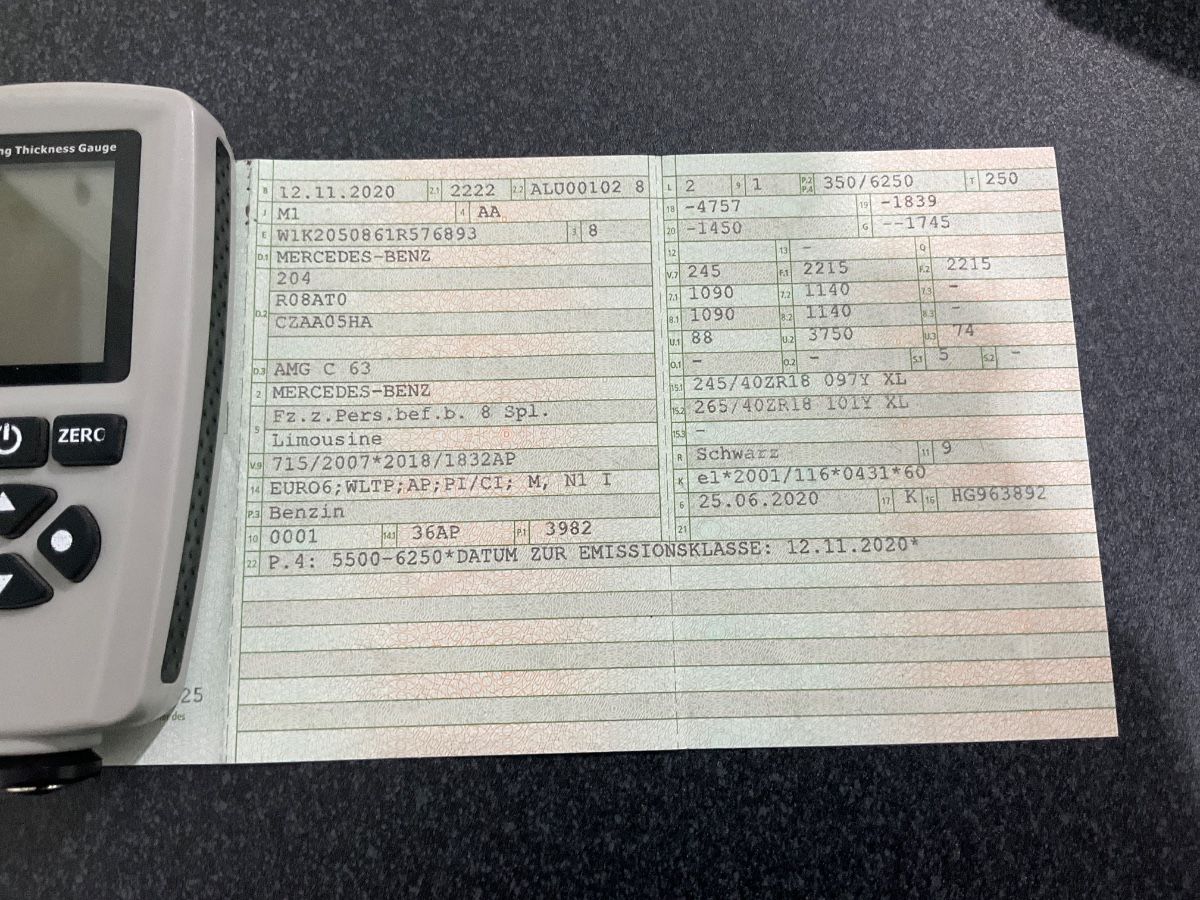 ng Thickness Gauge
ZERO
25
B 12.11.2020 2.1 2222 2.2 ALU00102 8
J M1 4 AA
E W1K2050861R576893 3 8
D.1 MERCEDES-BENZ
204
D.2 R08AT0
CZAA05HA
D.3 AMG C 63
2 MERCEDES-BENZ
5 Fz.z.Pers.bef.b. 8 Spl.
Limousine
V.9 715/2007*2018/1832AP
14 EURO6;WLTP;AP;PI/CI; M, N1 I
P.3 Benzin
10 0001 14.1 36AP P.1 3982
L 2 9 1 P.2 P.4 350/6250 T 250
18 -4757 19 -1839
20 -1450 G --1745
12 13 - Q
V.7 245 F.1 2215 F.2 2215
7.1 1090 7.2 1140 7.3 -
8.1 1090 8.2 1140 8.3 -
U.1 88 U.2 3750 U.3 74
O.1 - O.2 - S.1 5 S.2 -
15.1 245/40ZR18 097Y XL
15.2 265/40ZR18 101Y XL
15.3 -
R Schwarz 11 9
K e1*2001/116*0431*60
6 25.06.2020 17 K 16 HG963892
21
22 P.4: 5500-6250*DATUM ZUR EMISSIONSKLASSE: 12.11.2020*